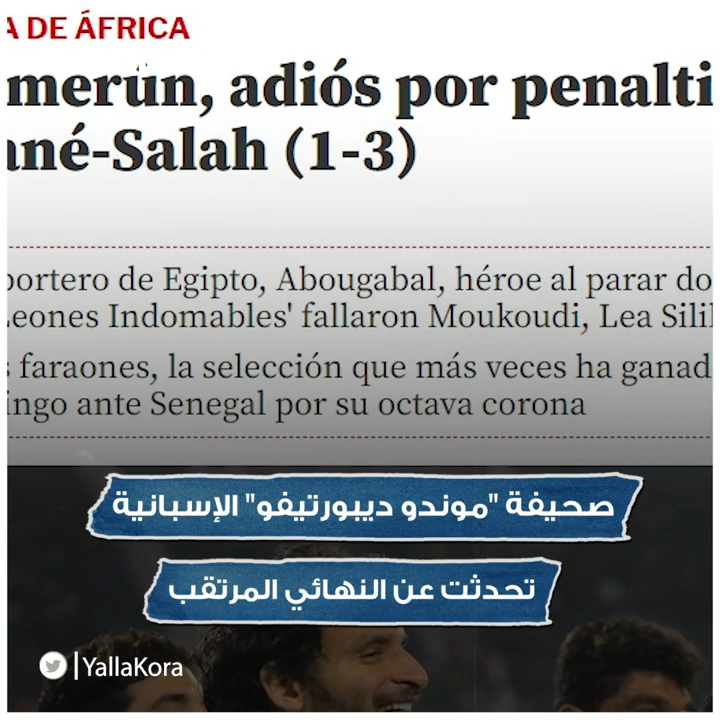 A DE ÁFRICA
merún, adiós por penalti
ané-Salah (1-3)
portero de Egipto, Abougabal, héroe al parar do
Leones Indomables' fallaron Moukoudi, Lea Sili
s faraones, la selección que más veces ha ganad
ingo ante Senegal por su octava corona
صحيفة "موندو ديبورتيفو" الإسبانية
تحدثت عن النهائي المرتقب
YallaKora